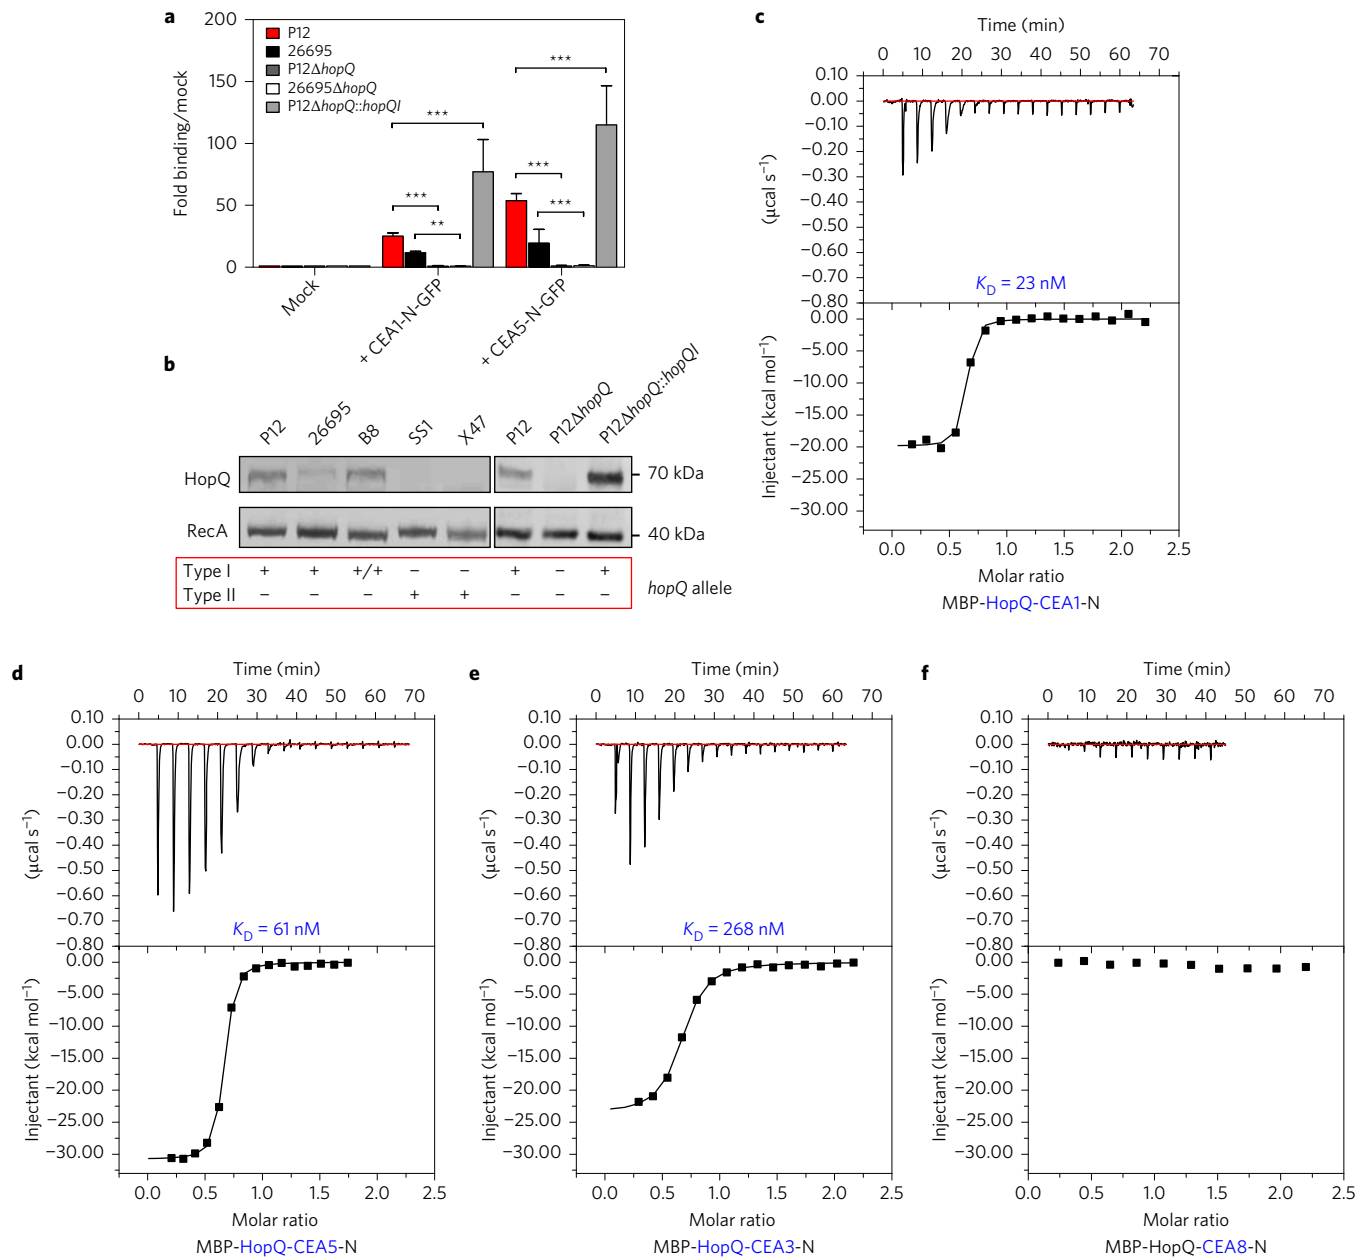 a
200
150
100
50
0
Fold binding/mock
P12
26695
P12ΔhopQ
26695ΔhopQ
P12ΔhopQ::hopQI
***
***
**
***
***
***
Mock
+ CEA1-N-GFP
+ CEA5-N-GFP
b
P12
26695
B8
SS1
X47
P12
P12ΔhopQ
P12ΔhopQ::hopQI
HopQ
70 kDa
RecA
40 kDa
Type I + + +/+ – – + – +
Type II – – – + + – – –
hopQ allele
c
Time (min)
0 10 20 30 40 50 60 70
0.10
0.00
−0.10
−0.20
−0.30
−0.40
−0.50
−0.60
−0.70
−0.80
(μcal s⁻¹)
K_D = 23 nM
0.00
−5.00
−10.00
−15.00
−20.00
−25.00
−30.00
Injectant (kcal mol⁻¹)
0.0 0.5 1.0 1.5 2.0 2.5
Molar ratio
MBP-HopQ-CEA1-N
d
Time (min)
0 10 20 30 40 50 60 70
0.10
0.00
−0.10
−0.20
−0.30
−0.40
−0.50
−0.60
−0.70
−0.80
(μcal s⁻¹)
K_D = 61 nM
0.00
−5.00
−10.00
−15.00
−20.00
−25.00
−30.00
Injectant (kcal mol⁻¹)
0.0 0.5 1.0 1.5 2.0 2.5
Molar ratio
MBP-HopQ-CEA5-N
e
Time (min)
0 10 20 30 40 50 60 70
0.10
0.00
−0.10
−0.20
−0.30
−0.40
−0.50
−0.60
−0.70
−0.80
(μcal s⁻¹)
K_D = 268 nM
0.00
−5.00
−10.00
−15.00
−20.00
−25.00
−30.00
Injectant (kcal mol⁻¹)
0.0 0.5 1.0 1.5 2.0 2.5
Molar ratio
MBP-HopQ-CEA3-N
f
Time (min)
0 10 20 30 40 50 60 70
0.10
0.00
−0.10
−0.20
−0.30
−0.40
−0.50
−0.60
−0.70
−0.80
(μcal s⁻¹)
0.00
−5.00
−10.00
−15.00
−20.00
−25.00
−30.00
Injectant (kcal mol⁻¹)
0.0 0.5 1.0 1.5 2.0 2.5
Molar ratio
MBP-HopQ-CEA8-N